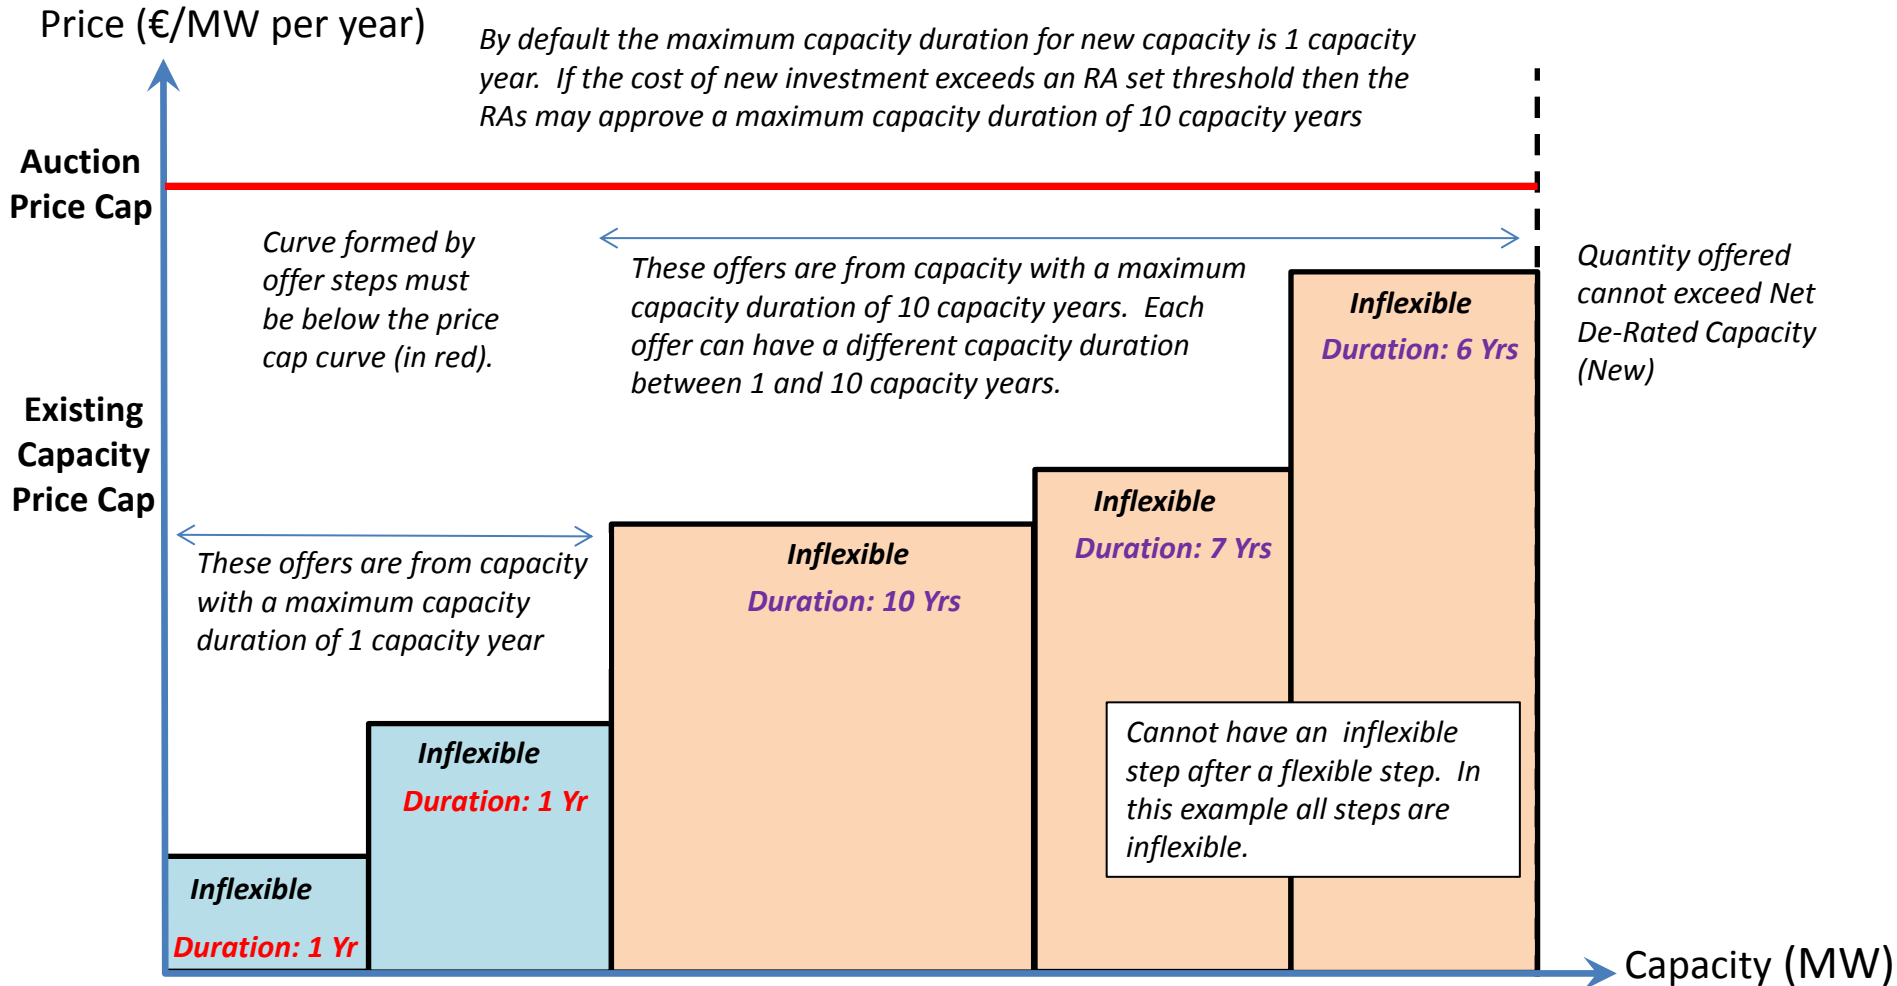 Price (€/MW per year)
By default the maximum capacity duration for new capacity is 1 capacity
year.  If the cost of new investment exceeds an RA set threshold then the
RAs may approve a maximum capacity duration of 10 capacity years
Auction
Price Cap
Curve formed by
offer steps must
be below the price
cap curve (in red).
These offers are from capacity with a maximum
capacity duration of 10 capacity years.  Each
offer can have a different capacity duration
between 1 and 10 capacity years.
Inflexible
Duration: 6 Yrs
Quantity offered
cannot exceed Net
De-Rated Capacity
(New)
Existing
Capacity
Price Cap
These offers are from capacity
with a maximum capacity
duration of 1 capacity year
Inflexible
Duration: 10 Yrs
Inflexible
Duration: 7 Yrs
Inflexible
Duration: 1 Yr
Cannot have an  inflexible
step after a flexible step.  In
this example all steps are
inflexible.
Inflexible
Duration: 1 Yr
Capacity (MW)